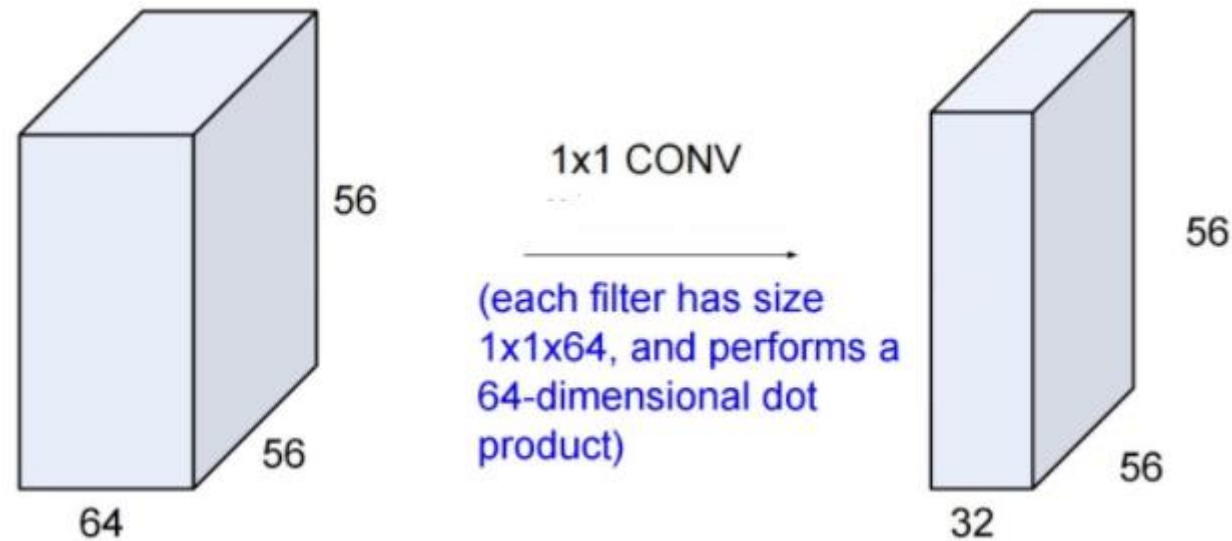 56
56
64
1x1 CONV
(each filter has size
1x1x64, and performs a
64-dimensional dot
product)
56
56
32